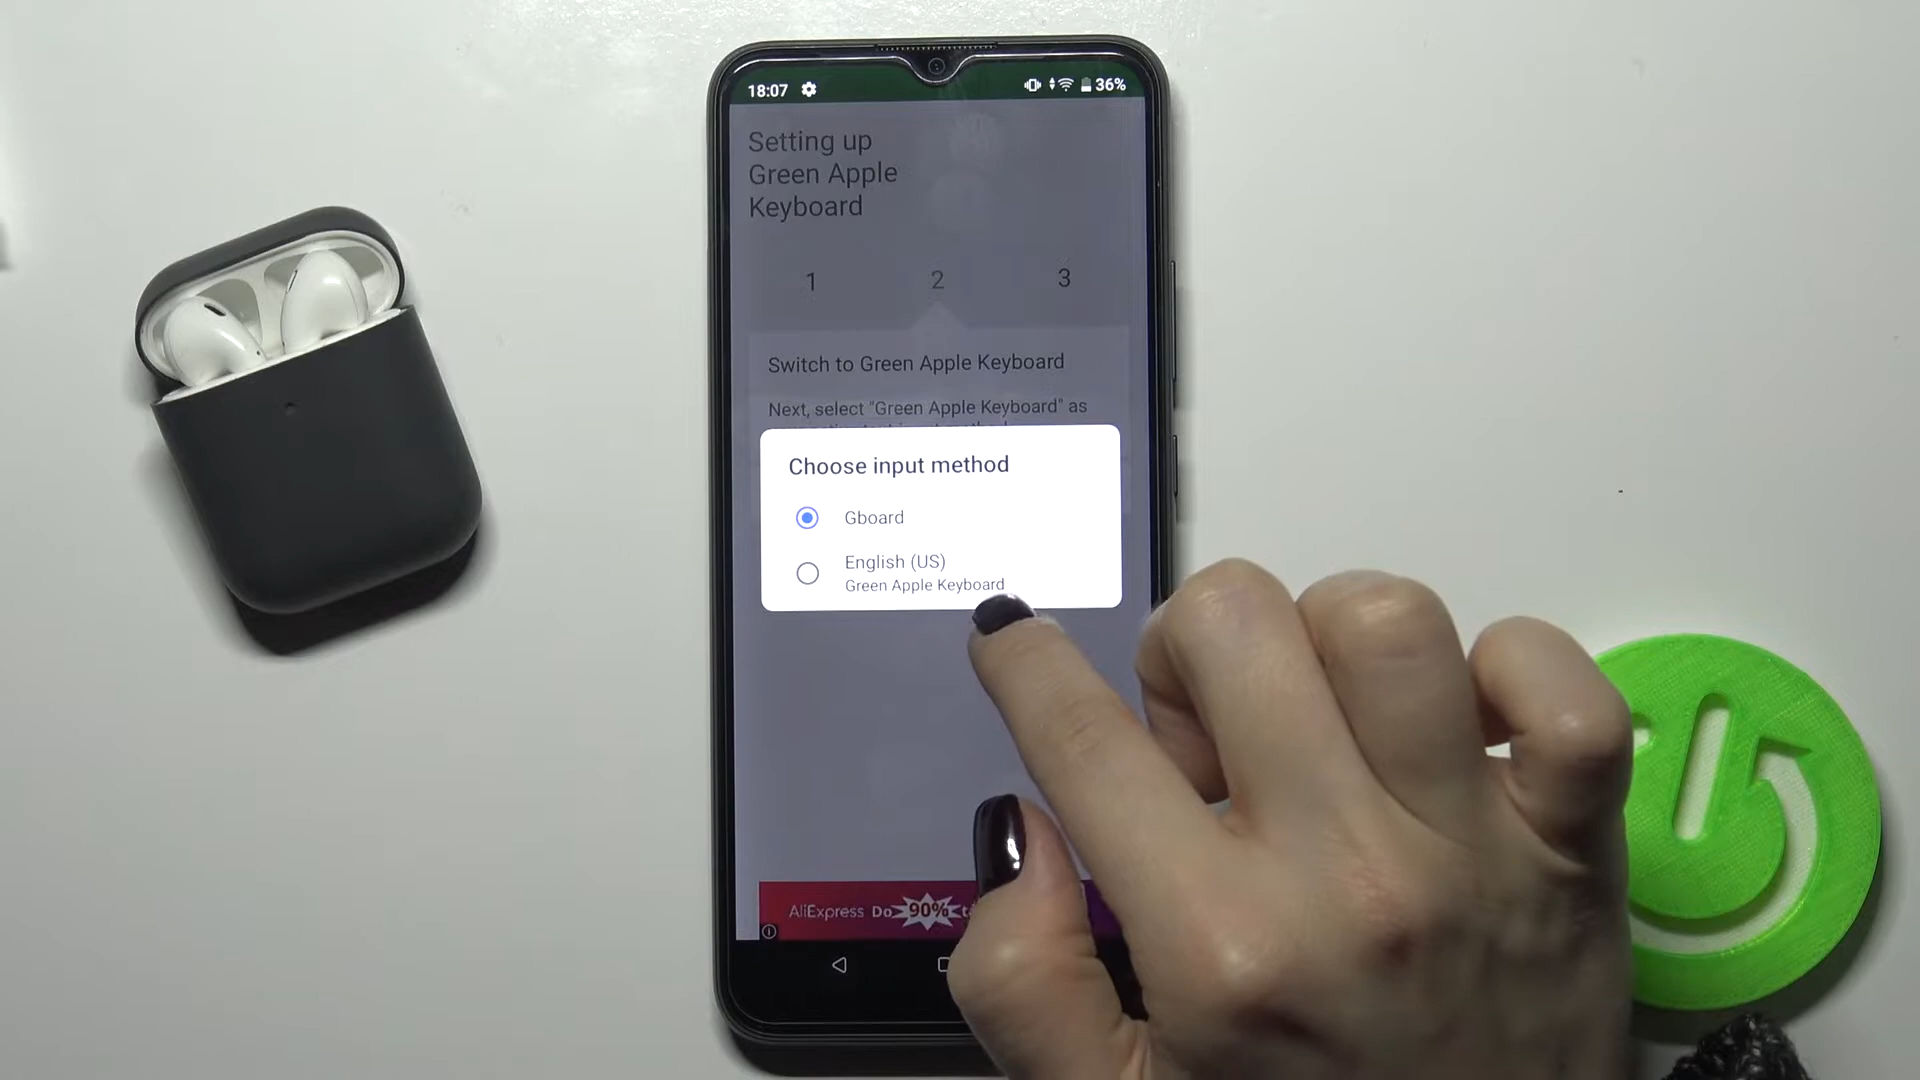 18:07
36%
Setting up
Green Apple
Keyboard
1 2 3
Switch to Green Apple Keyboard
Next, select "Green Apple Keyboard" as
Choose input method
Gboard
English (US)
Green Apple Keyboard
AliExpress Do 90%